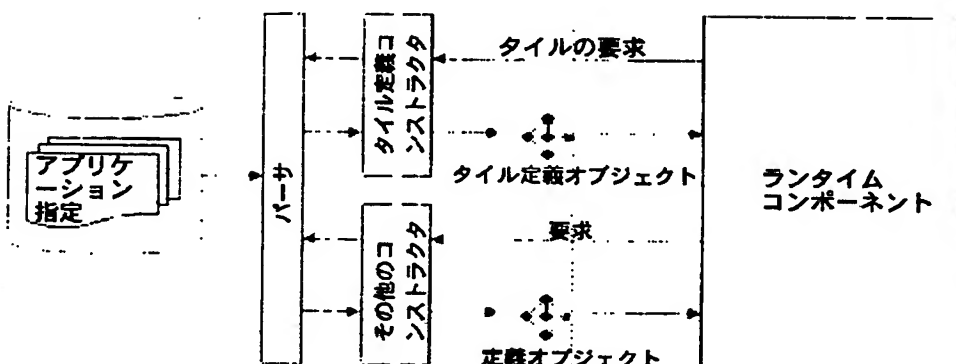 アプリケ
ーション
指定
パーサ
タイル定義コ
ンストラクタ
タイルの要求
タイル定義オブジェクト
その他のコ
ンストラクタ
要求
定義オブジェクト
ランタイム
コンポーネント